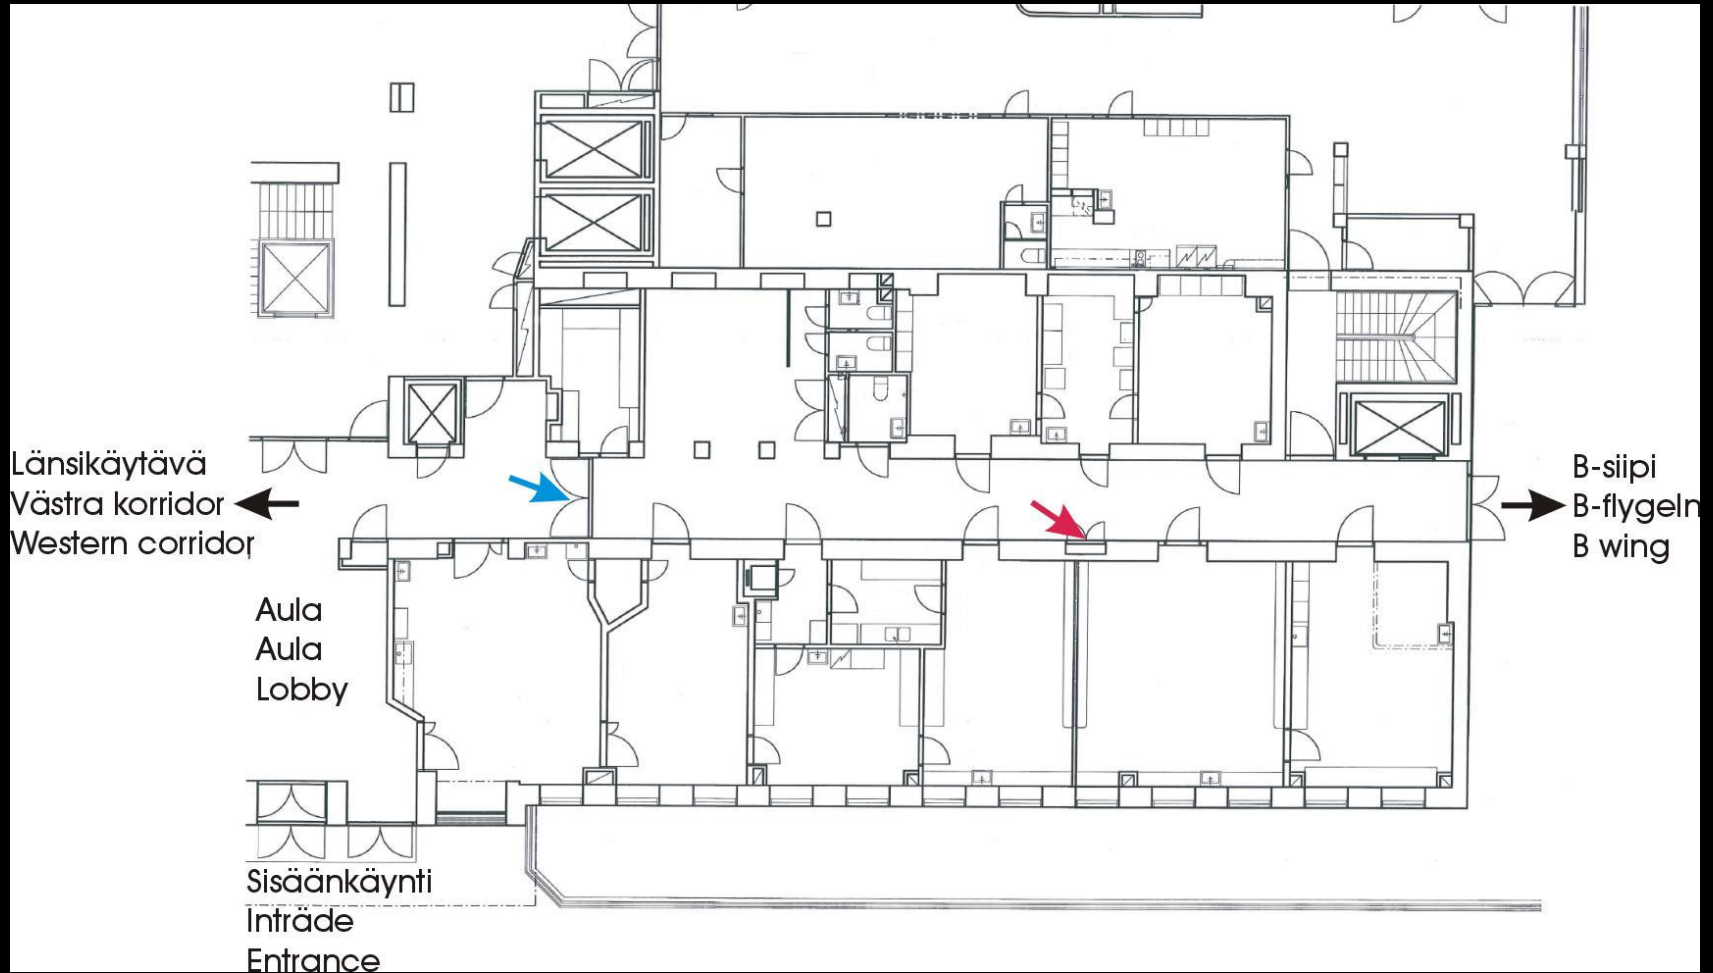 Länsikäytävä
Västra korridor
Western corridor
B-siipi
B-flygeln
B wing
Aula
Aula
Lobby
Sisäänkäynti
Inträde
Entrance